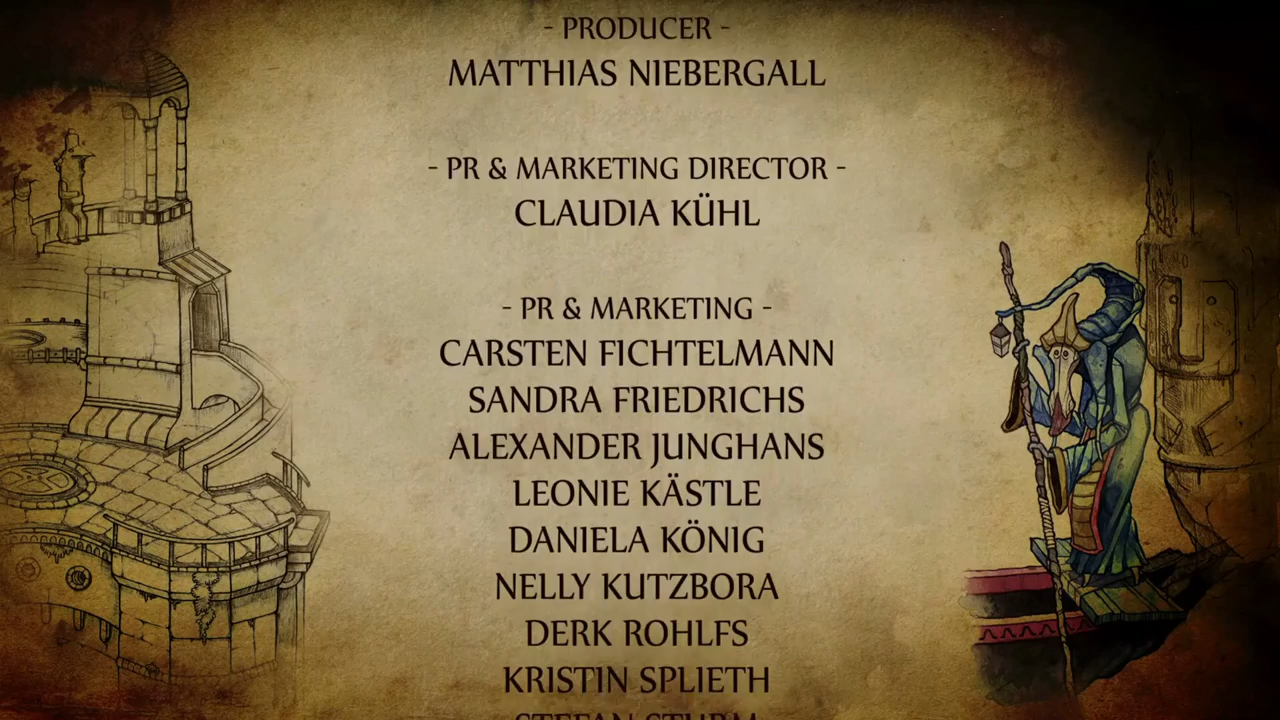 - PRODUCER -
MATTHIAS NIEBERGALL
- PR & MARKETING DIRECTOR -
CLAUDIA KÜHL
- PR & MARKETING -
CARSTEN FICHTELMANN
SANDRA FRIEDRICHS
ALEXANDER JUNGHANS
LEONIE KÄSTLE
DANIELA KÖNIG
NELLY KUTZBORA
DERK ROHLFS
KRISTIN SPLIETH